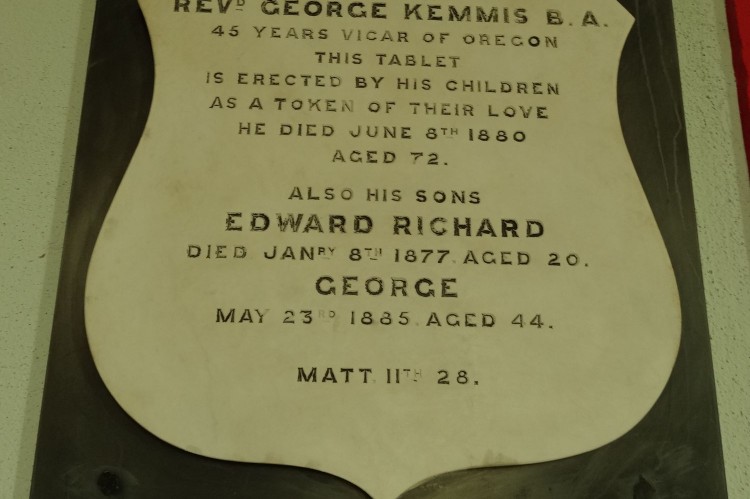 REVD GEORGE KEMMIS B.A.
45 YEARS VICAR OF OREGON
THIS TABLET
IS ERECTED BY HIS CHILDREN
AS A TOKEN OF THEIR LOVE
HE DIED JUNE 8TH 1880
AGED 72.
ALSO HIS SONS
EDWARD RICHARD
DIED JANRY 8TH 1877. AGED 20.
GEORGE
MAY 23RD 1885. AGED 44.
MATT. 11TH 28.